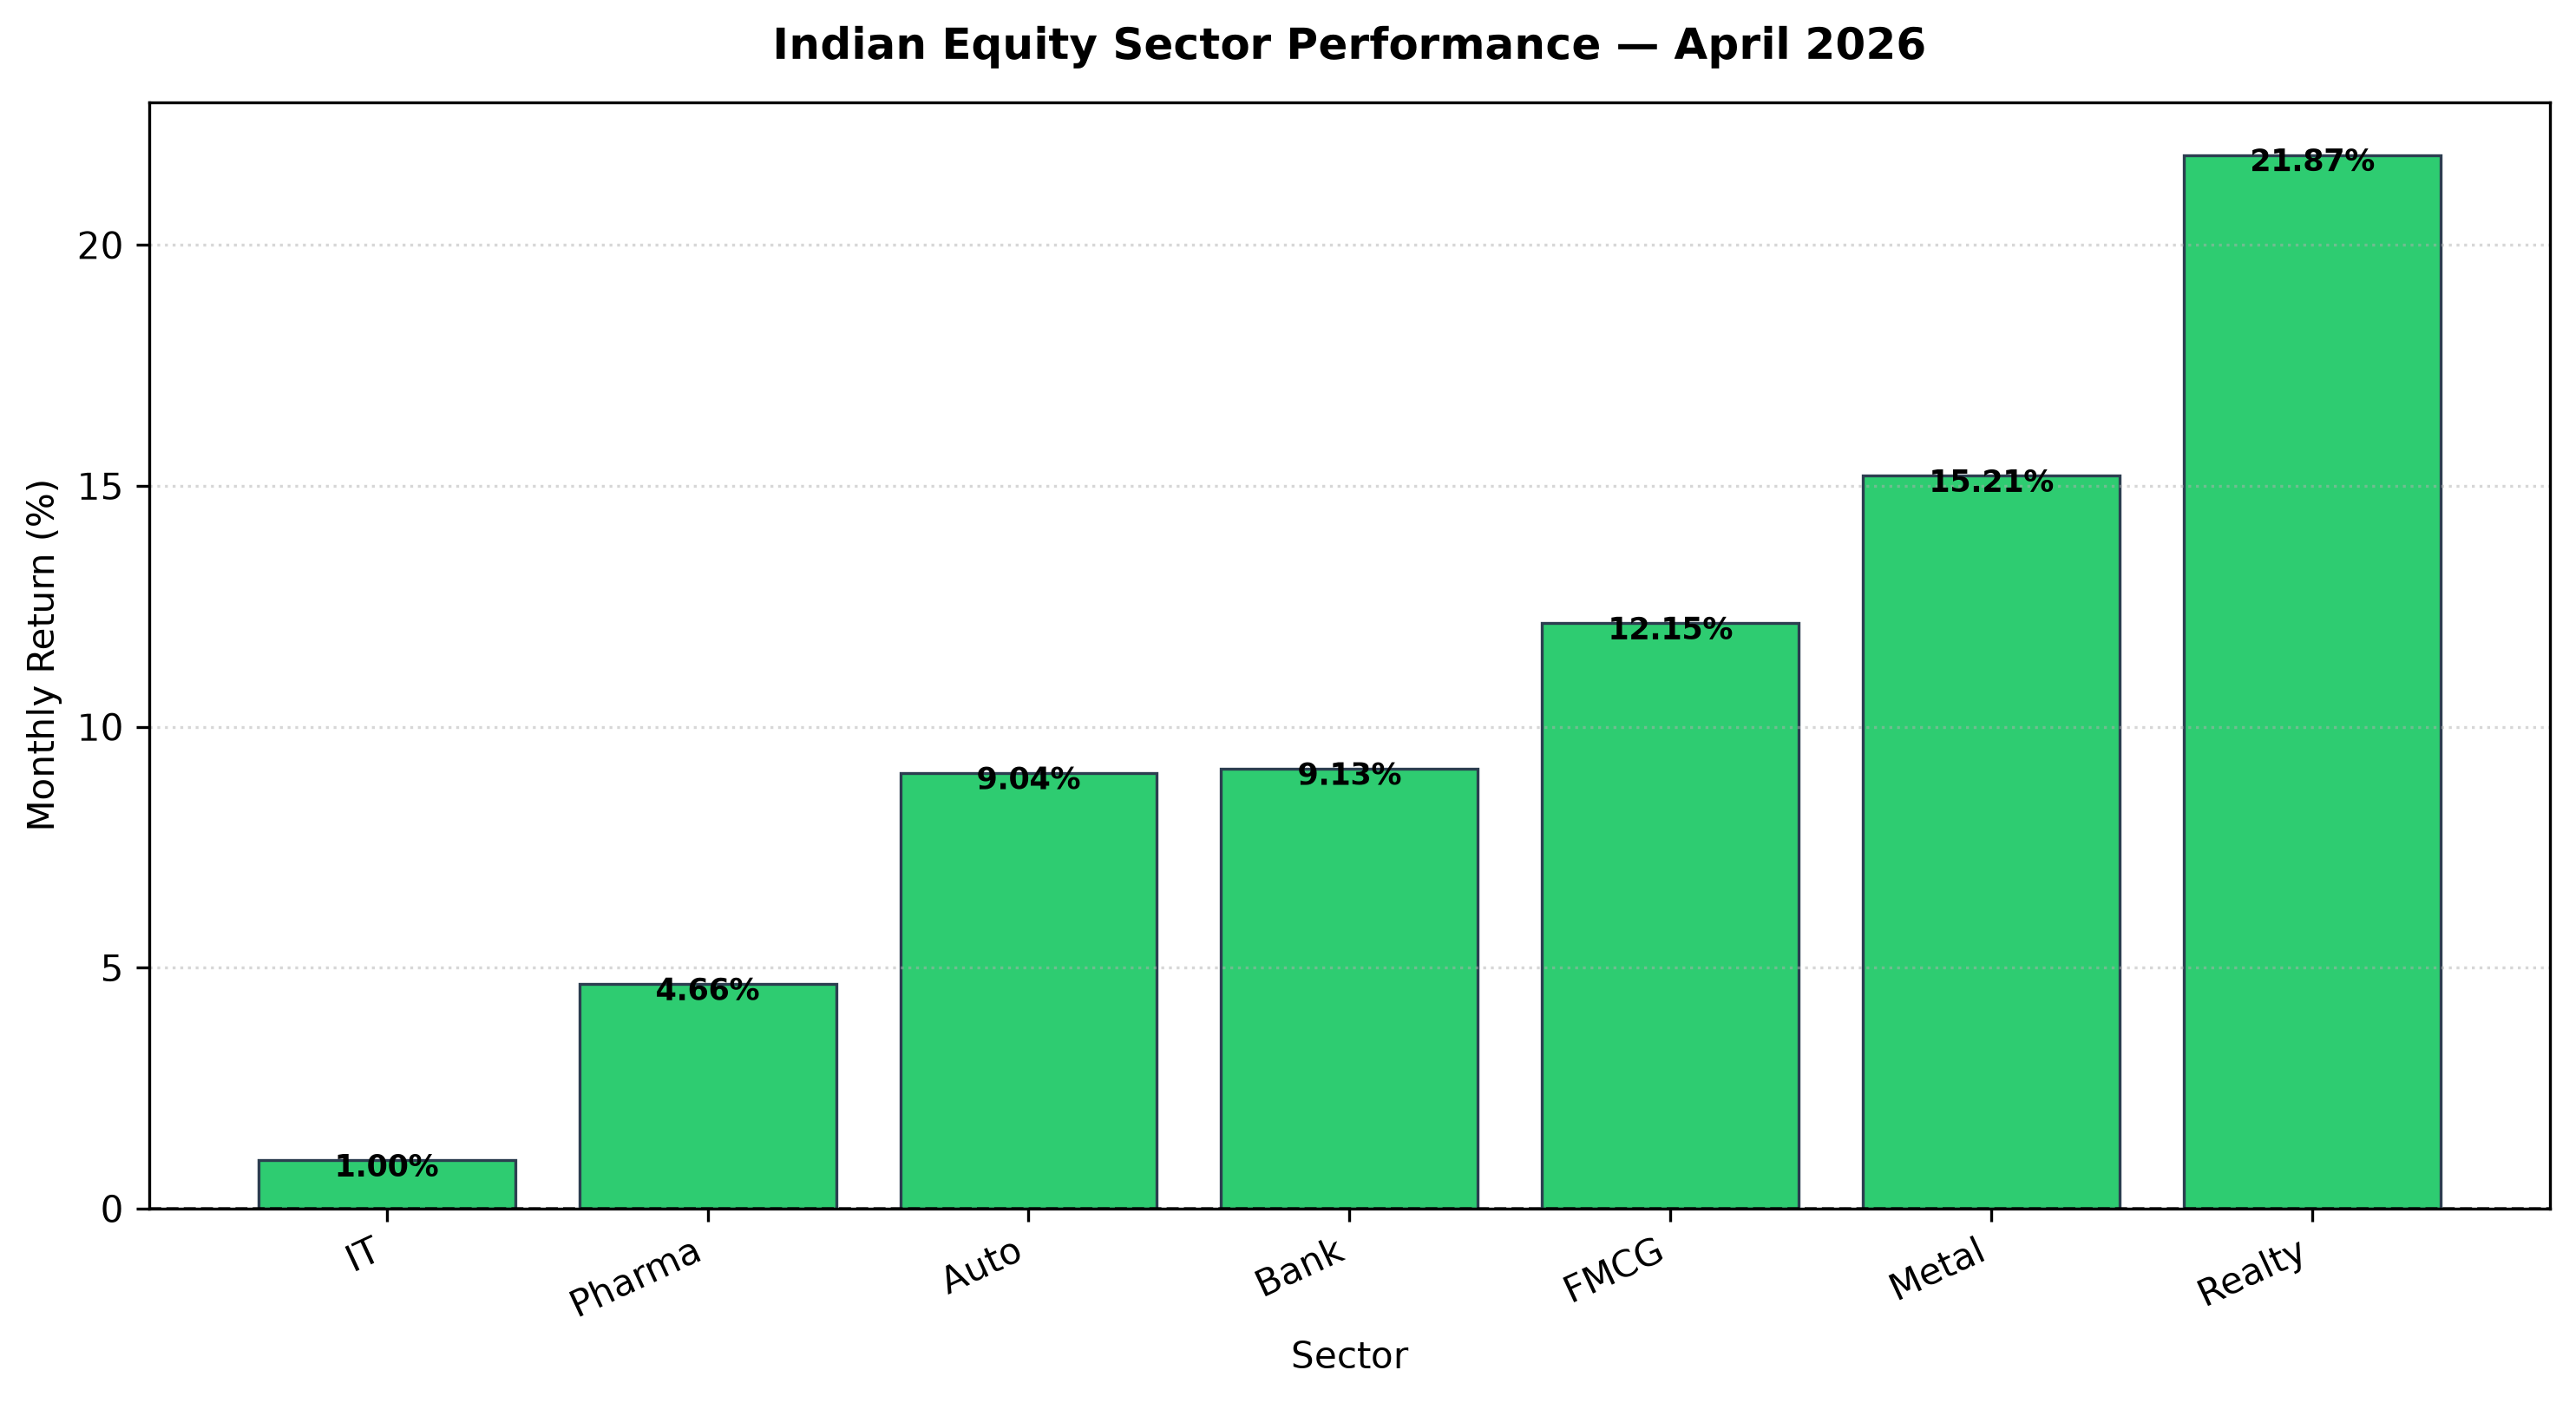 Indian Equity Sector Performance — April 2026
Monthly Return (%)
20
15
10
5
0
1.00%
4.66%
9.04%
9.13%
12.15%
15.21%
21.87%
IT
Pharma
Auto
Bank
FMCG
Metal
Realty
Sector